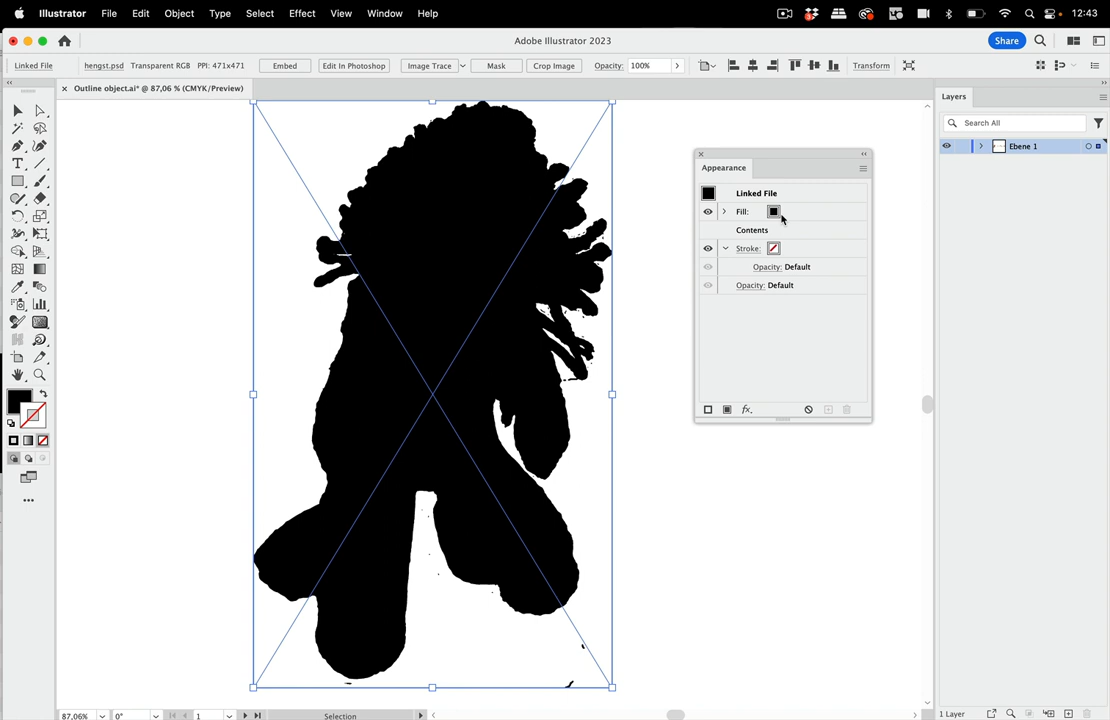 Illustrator File Edit Object Type Select Effect View Window Help 12:43
Adobe Illustrator 2023 Share
Linked File hengst.psd Transparent RGB PPI: 471x471 Embed Edit In Photoshop Image Trace Mask Crop Image Opacity: 100% Transform
Outline object.ai* @ 87,06 % (CMYK/Preview)
Layers
Search All
Ebene 1
Appearance
Linked File
Fill:
Contents
Stroke:
Opacity: Default
Opacity: Default
fx.
87,06% 0° 1 Selection 1 Layer